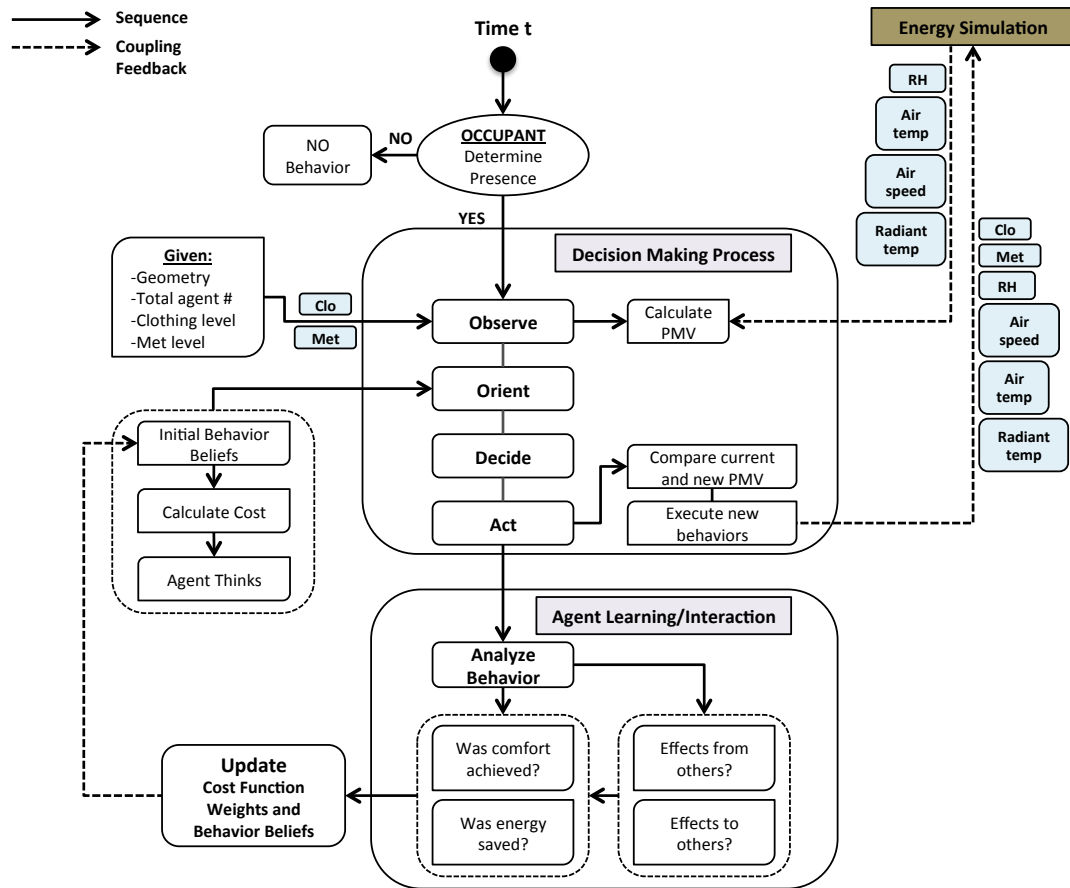 Sequence
Coupling
Feedback
Time t
Energy Simulation
RH
Air
temp
Air
speed
Radiant
temp
NO
Behavior
NO
OCCUPANT
Determine
Presence
YES
Clo
Met
RH
Air
speed
Air
temp
Radiant
temp
Given:
-Geometry
-Total agent #
-Clothing level
-Met level
Clo
Met
Decision Making Process
Observe
Calculate
PMV
Orient
Decide
Compare current
and new PMV
Act
Execute new
behaviors
Initial Behavior
Beliefs
Calculate Cost
Agent Thinks
Agent Learning/Interaction
Analyze
Behavior
Was comfort
achieved?
Effects from
others?
Was energy
saved?
Effects to
others?
Update
Cost Function
Weights and
Behavior Beliefs